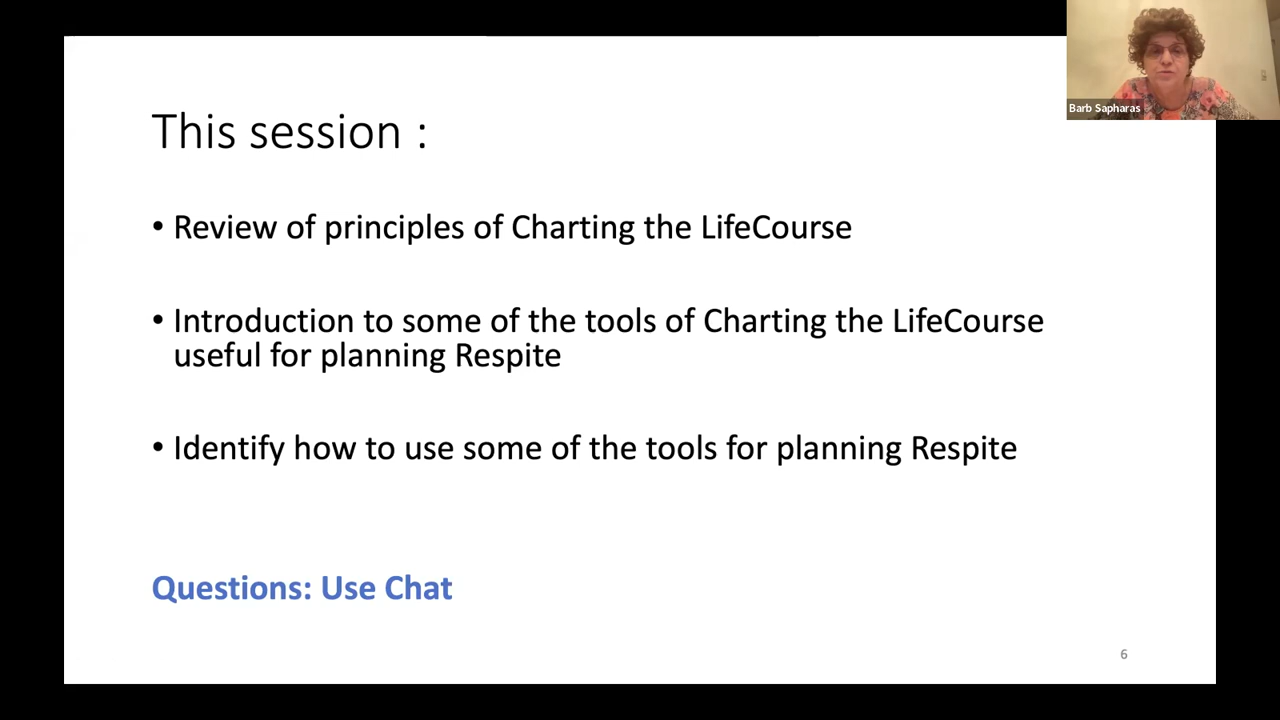 Barb Sapharas
This session :
• Review of principles of Charting the LifeCourse
• Introduction to some of the tools of Charting the LifeCourse
useful for planning Respite
• Identify how to use some of the tools for planning Respite
Questions: Use Chat
6